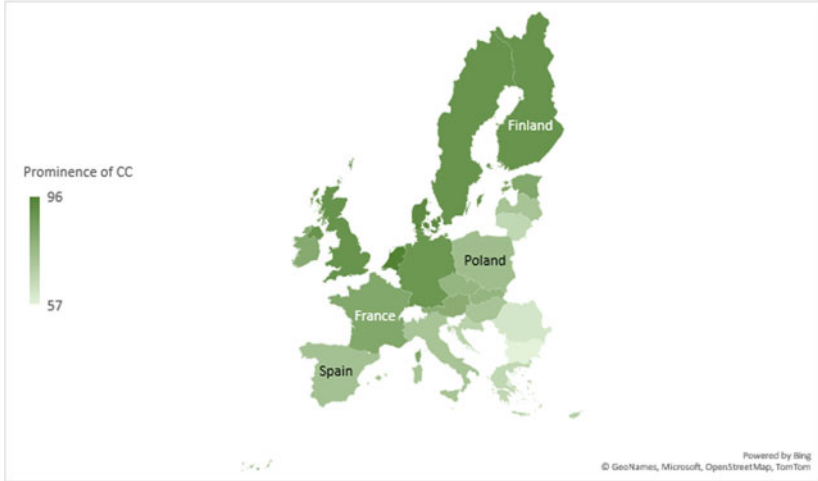 Finland
Prominence of CC
96
Poland
57
France
Spain
Powered by Bing
© GeoNames, Microsoft, OpenStreetMap, TomTom